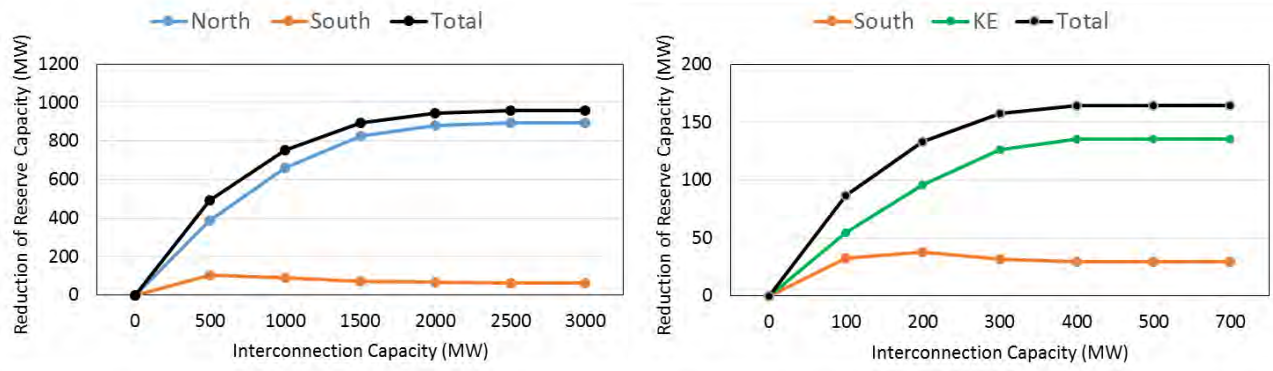 North South Total
Reduction of Reserve Capacity (MW)
1200
1000
800
600
400
200
0
0 500 1000 1500 2000 2500 3000
Interconnection Capacity (MW)
South KE Total
Reduction of Reserve Capacity (MW)
200
150
100
50
0
0 100 200 300 400 500 700
Interconnection Capacity (MW)